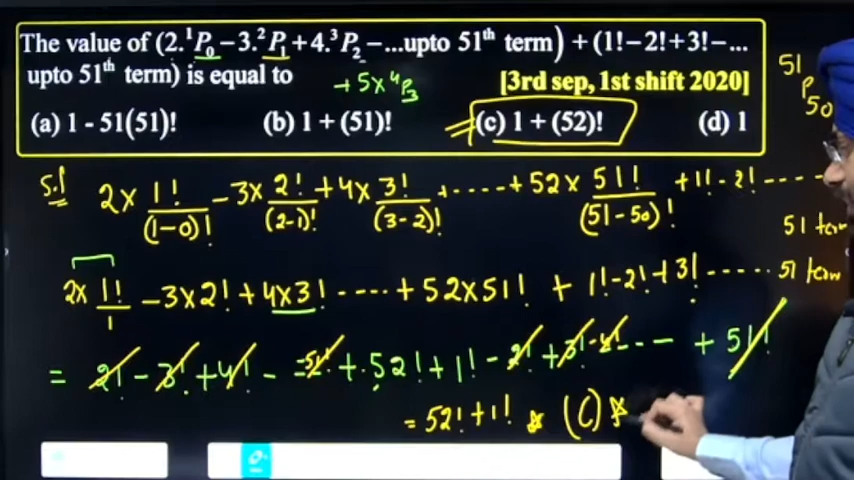 The value of (2.¹P₀ – 3.²P₁ + 4.³P₂ – ...upto 51ᵗʰ term) + (1! – 2! + 3! – ...
upto 51ᵗʰ term) is equal to [3rd sep, 1st shift 2020]
+ 5 × ⁴P₃
(a) 1 - 51(51)! (b) 1 + (51)! (c) 1 + (52)! (d) 1
51
P
50
S.1 2 × 1!/(1-0)! – 3 × 2!/(2-1)! + 4 × 3!/(3-2)! + ---- + 52 × 51!/(51-50)! + 1! - 2! ----
51 term
2 × 1!/1 – 3×2! + 4×3! ---- + 52×51! + 1! - 2! + 3! ----- 51 term
= 2! - 3! + 4! - - 51! + 52! + 1! - 2! + 3! - 4! --- + 51!
= 52! + 1! (C)